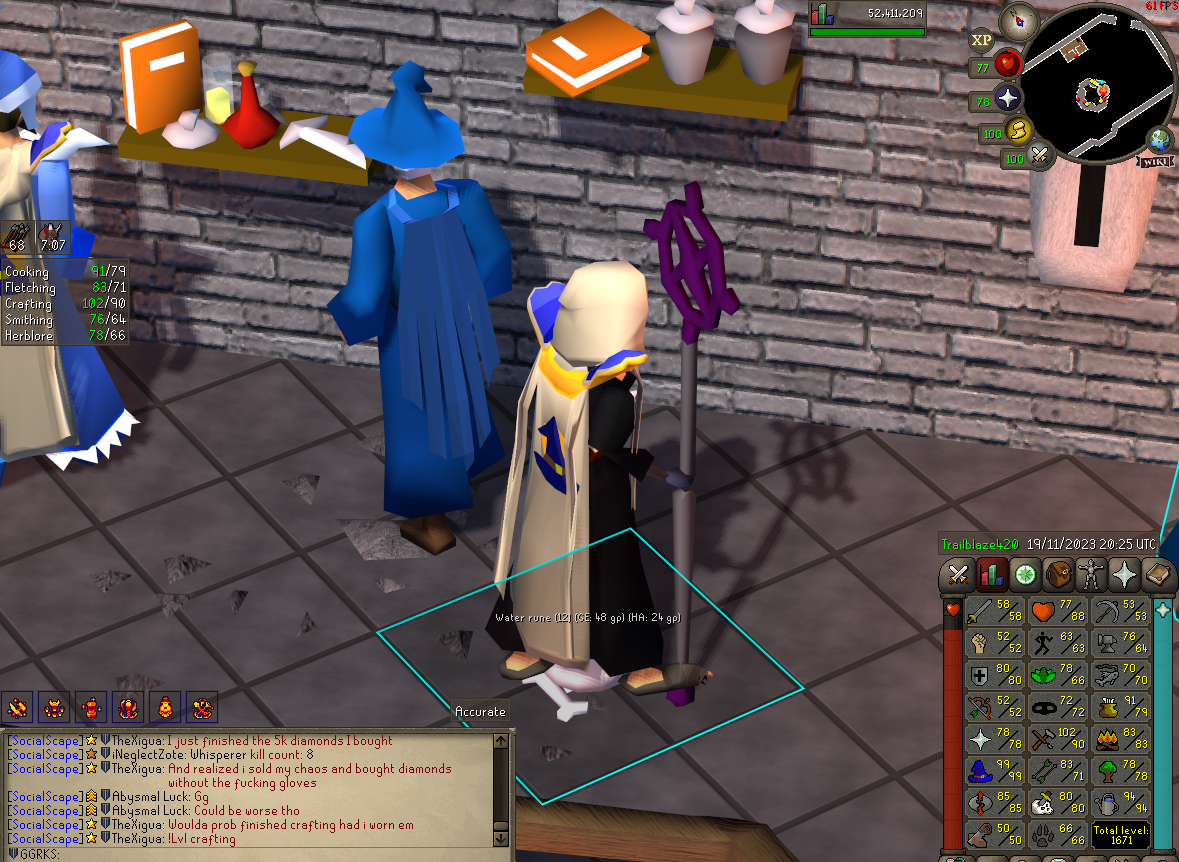 52,411,209
61 FPS
XP
77
78
100
100
WIKI
68 7:07
Cooking 91/79
Fletching 83/71
Crafting 102/90
Smithing 76/64
Herblore 78/66
Water rune (12) (GE: 48 gp) (HA: 24 gp)
Accurate
Trailblaze420 19/11/2023 20:25 UTC
58/58 77/88 53/53
52/52 63/63 76/64
80/80 78/66 70/70
52/52 72/72 91/79
78/78 102/90 83/83
99/99 83/71 78/78
85/85 80/80 94/94
50/50 66/66 Total level:
1671
[SocialScape] TheXigua: I just finished the 5k diamonds I bought
[SocialScape] iNeglectZote: Whisperer kill count: 8
[SocialScape] TheXigua: And realized i sold my chaos and bought diamonds
without the fucking gloves
[SocialScape] Abysmal Luck: Gg
[SocialScape] Abysmal Luck: Could be worse tho
[SocialScape] TheXigua: Woulda prob finished crafting had i worn em
[SocialScape] TheXigua: !Lvl crafting
GGRKS: